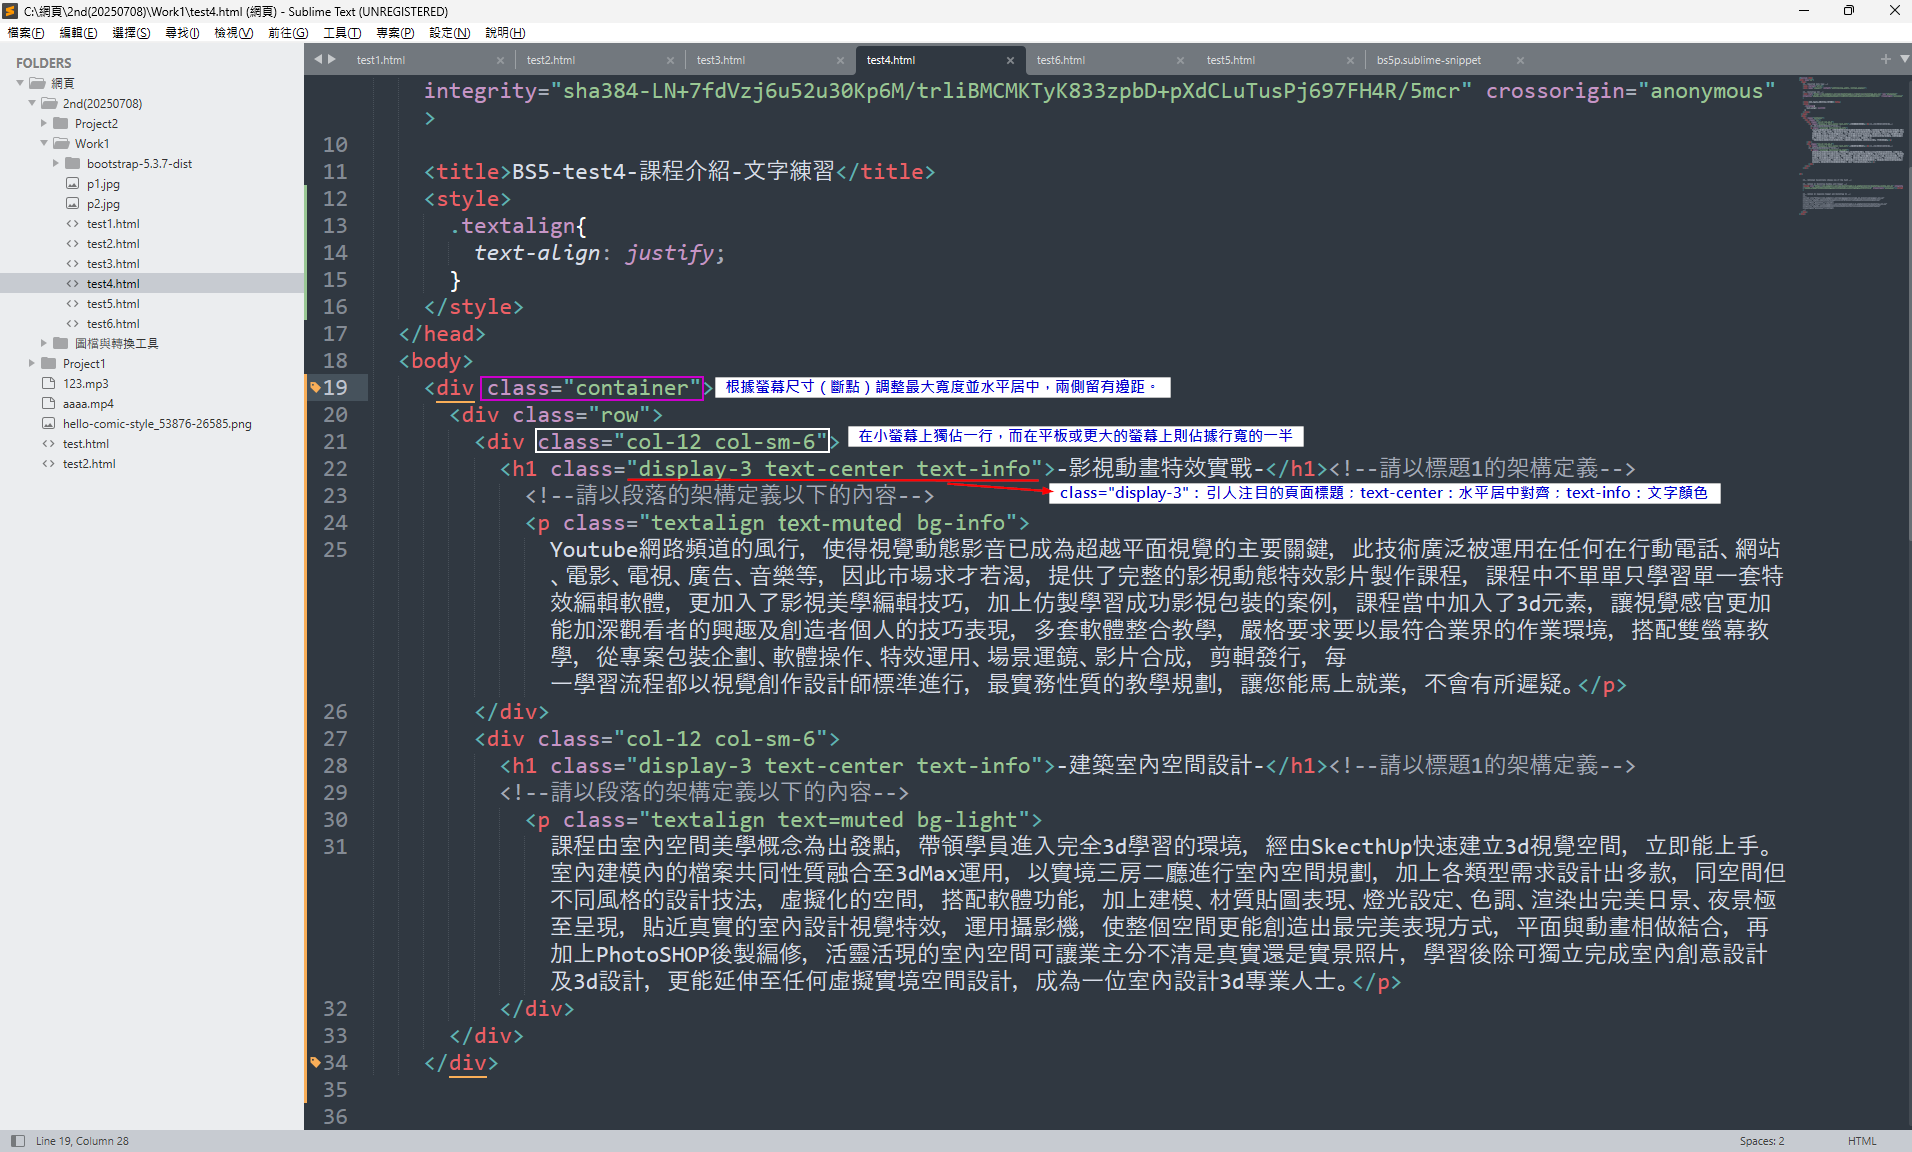 C:\網頁\2nd(20250708)\Work1\test4.html (網頁) - Sublime Text (UNREGISTERED)
檔案(F) 編輯(E) 選擇(S) 尋找(I) 檢視(V) 前往(G) 工具(T) 專案(P) 設定(N) 說明(H)
FOLDERS
網頁
2nd(20250708)
Project2
Work1
bootstrap-5.3.7-dist
p1.jpg
p2.jpg
test1.html
test2.html
test3.html
test4.html
test5.html
test6.html
圖檔與轉換工具
Project1
123.mp3
aaaa.mp4
hello-comic-style_53876-26585.png
test.html
test2.html
test1.html test2.html test3.html test4.html test6.html test5.html bs5p.sublime-snippet
integrity="sha384-LN+7fdVzj6u52u30Kp6M/trliBMCMKTyK833zpbD+pXdCLuTusPj697FH4R/5mcr" crossorigin="anonymous"
>
10
11 <title>BS5-test4-課程介紹-文字練習</title>
12 <style>
13 .textalign{
14 text-align: justify;
15 }
16 </style>
17 </head>
18 <body>
19 <div class="container"> 根據螢幕尺寸（斷點）調整最大寬度並水平居中，兩側留有邊距。
20 <div class="row">
21 <div class="col-12 col-sm-6"> 在小螢幕上獨佔一行，而在平板或更大的螢幕上則佔據行寬的一半
22 <h1 class="display-3 text-center text-info">-影視動畫特效實戰-</h1><!--請以標題1的架構定義-->
23 <!--請以段落的架構定義以下的內容-->
class="display-3"：引人注目的頁面標題；text-center：水平居中對齊；text-info：文字顏色
24 <p class="textalign text-muted bg-info">
25 Youtube網路頻道的風行, 使得視覺動態影音已成為超越平面視覺的主要關鍵, 此技術廣泛被運用在任何在行動電話、網站
、電影、電視、廣告、音樂等, 因此市場求才若渴, 提供了完整的影視動態特效影片製作課程, 課程中不單單只學習單一套特
效編輯軟體, 更加入了影視美學編輯技巧, 加上仿製學習成功影視包裝的案例, 課程當中加入了3d元素, 讓視覺感官更加
能加深觀看者的興趣及創造者個人的技巧表現, 多套軟體整合教學, 嚴格要求要以最符合業界的作業環境, 搭配雙螢幕教
學, 從專案包裝企劃、軟體操作、特效運用、場景運鏡、影片合成, 剪輯發行, 每
一學習流程都以視覺創作設計師標準進行, 最實務性質的教學規劃, 讓您能馬上就業, 不會有所遲疑。</p>
26 </div>
27 <div class="col-12 col-sm-6">
28 <h1 class="display-3 text-center text-info">-建築室內空間設計-</h1><!--請以標題1的架構定義-->
29 <!--請以段落的架構定義以下的內容-->
30 <p class="textalign text=muted bg-light">
31 課程由室內空間美學概念為出發點, 帶領學員進入完全3d學習的環境, 經由SkecthUp快速建立3d視覺空間, 立即能上手。
室內建模內的檔案共同性質融合至3dMax運用, 以實境三房二廳進行室內空間規劃, 加上各類型需求設計出多款, 同空間但
不同風格的設計技法, 虛擬化的空間, 搭配軟體功能, 加上建模、材質貼圖表現、燈光設定、色調、渲染出完美日景、夜景極
至呈現, 貼近真實的室內設計視覺特效, 運用攝影機, 使整個空間更能創造出最完美表現方式, 平面與動畫相做結合, 再
加上PhotoSHOP後製編修, 活靈活現的室內空間可讓業主分不清是真實還是實景照片, 學習後除可獨立完成室內創意設計
及3d設計, 更能延伸至任何虛擬實境空間設計, 成為一位室內設計3d專業人士。</p>
32 </div>
33 </div>
34 </div>
35
36
Line 19, Column 28 Spaces: 2 HTML